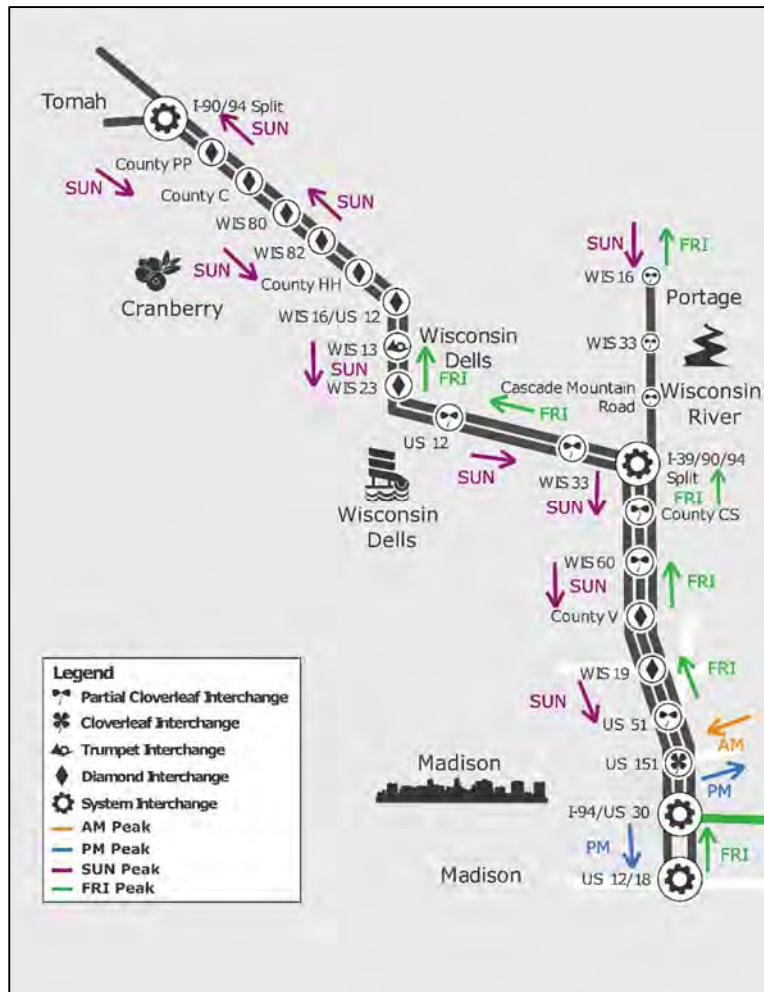 I-90/94 Split
Tomah
SUN
County PP
SUN
County C
SUN
WIS 80
WIS 82
SUN
County HH
Cranberry
WIS 16/US 12
SUN
FRI
WIS 16
Portage
WIS 13
Wisconsin
Dells
SUN
WIS 23
FRI
WIS 33
Cascade Mountain
Road
Wisconsin
River
FRI
US 12
SUN
WIS 33
I-39/90/94
Split
SUN
FRI
County CS
Wisconsin
Dells
WIS 60
SUN
FRI
County V
WIS 19
FRI
SUN
US 51
AM
US 151
PM
Madison
I-94/US 30
PM
FRI
Madison
US 12/18
Legend
Partial Cloverleaf Interchange
Cloverleaf Interchange
Trumpet Interchange
Diamond Interchange
System Interchange
AM Peak
PM Peak
SUN Peak
FRI Peak